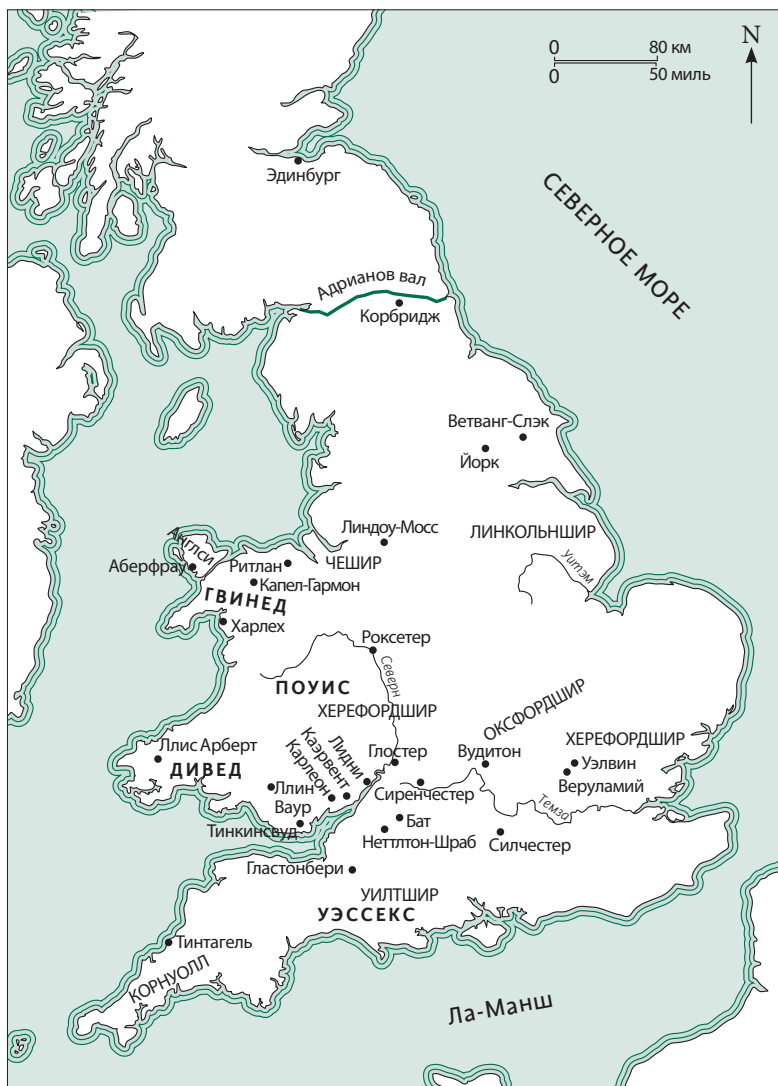 0 80 км
0 50 миль
N
Эдинбург
СЕВЕРНОЕ МОРЕ
Адрианов вал
Корбридж
Ветванг-Слэк
Йорк
Линдоу-Мосс
ЛИНКОЛЬНШИР
Англси
Ритлан
ЧЕШИР
Уитэм
Аберфрау
Капел-Гармон
ГВИНЕД
Харлех
Роксетер
Северн
ПОУИС
ХЕРЕФОРДШИР
ОКСФОРДШИР
Ллис Арберт
ДИВЕД
Лидни
Каэрвент
Карлеон
Глостер
Вудитон
ХЕРЕФОРДШИР
Уэлвин
Веруламий
Ллин
Ваур
Сиренчестер
Темза
Тинкинсвуд
Бат
Неттлтон-Шраб
Силчестер
Гластонбери
УИЛТШИР
УЭССЕКС
Тинтагель
КОРНУОЛЛ
Ла-Манш